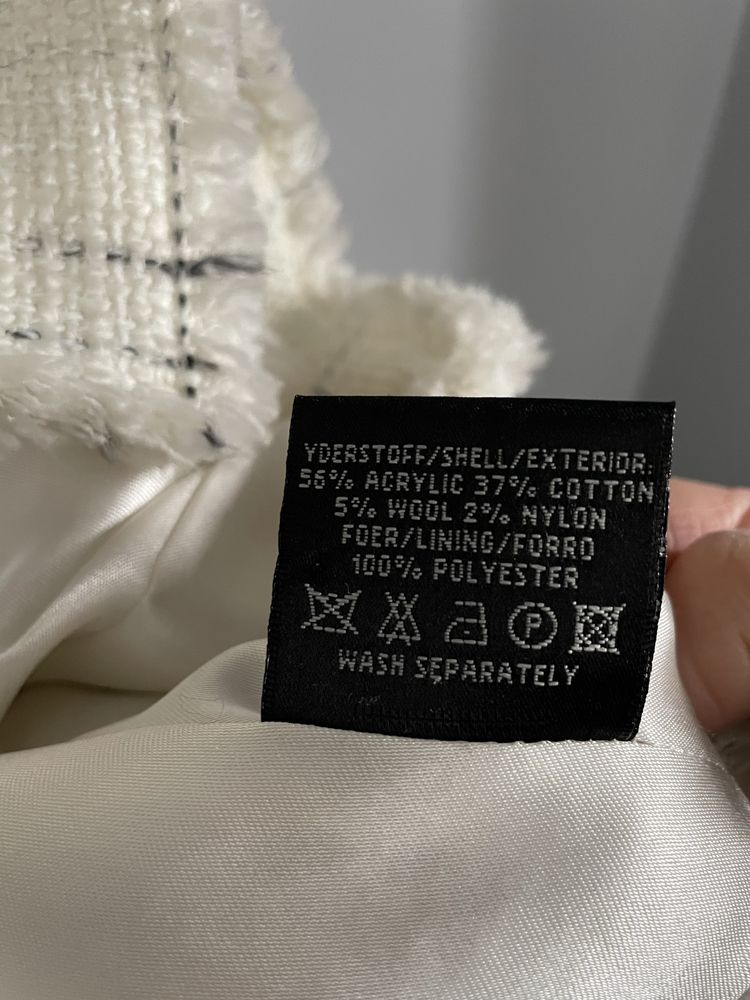 YDERSTOFF/SHELL/EXTERIOR:
56% ACRYLIC 37% COTTON
5% WOOL 2% NYLON
FOER/LINING/FORRO
100% POLYESTER
P
WASH SEPARATELY